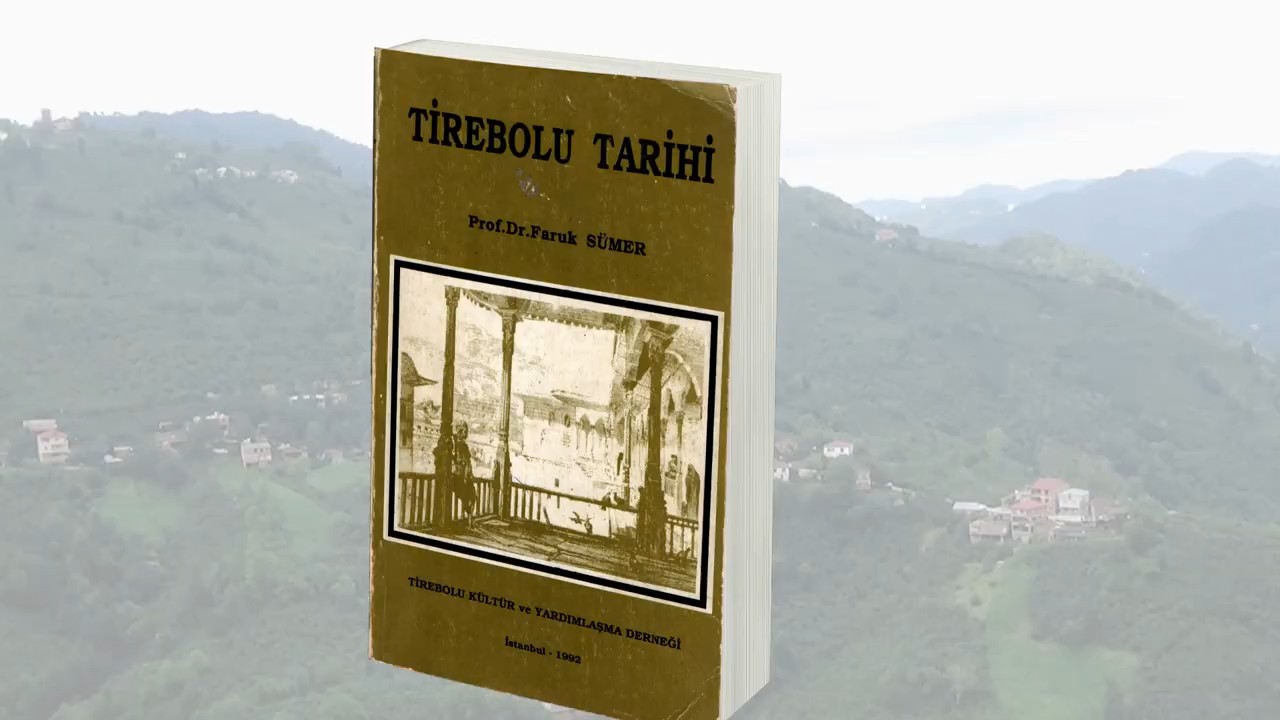 TİREBOLU TARİHİ
Prof.Dr.Faruk SÜMER
TİREBOLU KÜLTÜR ve YARDIMLAŞMA DERNEĞİ
İstanbul - 1992